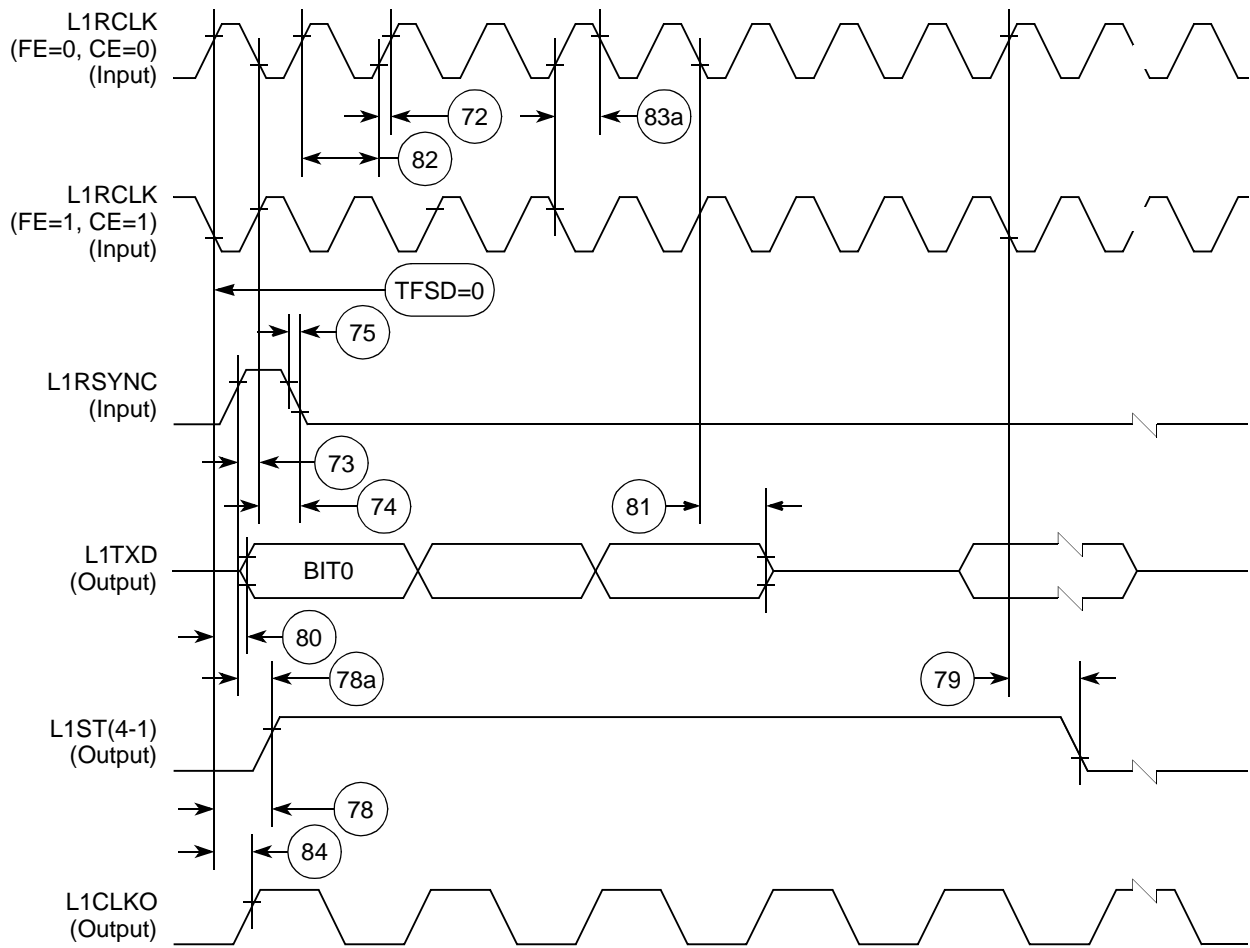 L1RCLK
(FE=0, CE=0)
(Input)
72
83a
82
L1RCLK
(FE=1, CE=1)
(Input)
TFSD=0
75
L1RSYNC
(Input)
73
74
81
L1TXD
(Output)
BIT0
80
78a
79
L1ST(4-1)
(Output)
78
84
L1CLKO
(Output)